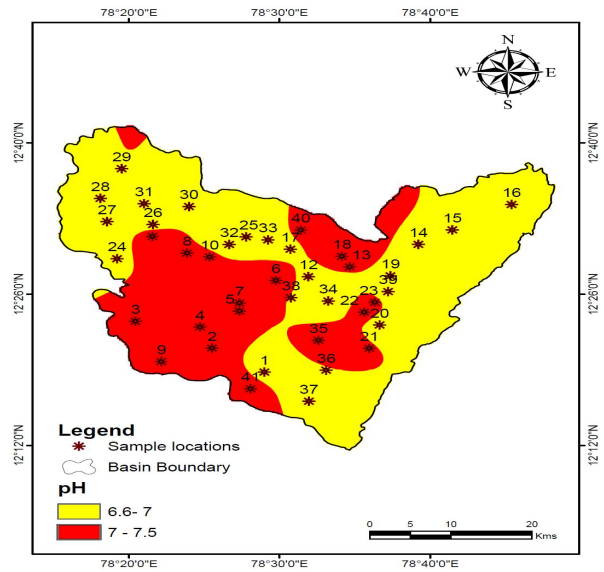 78°20'0"E 78°30'0"E 78°40'0"E
N
W E
S
12°40'0"N 12°40'0"N
29
28 31 30 16
27 26 40
25 33 15
32 17 18 14
24 8 10 13
6 12 19
12°26'0"N 12°26'0"N
7 38 34 39
5 22 23
3 4 20
35
2 21
9 1 36
41 37
Legend
Sample locations
12°12'0"N 12°12'0"N
Basin Boundary
pH
6.6- 7
7 - 7.5
0 5 10 20
Kms
78°20'0"E 78°30'0"E 78°40'0"E